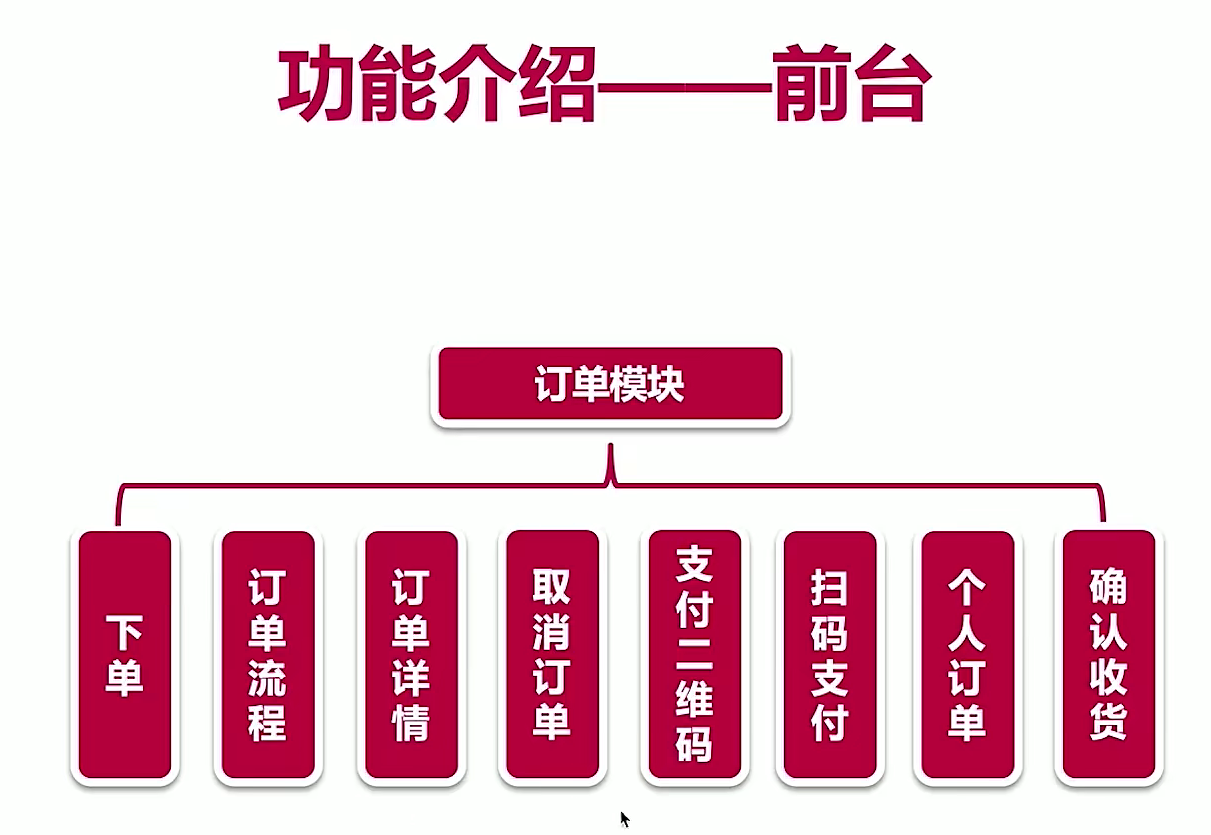 功能介绍——前台
订单模块
下单
订单流程
订单详情
取消订单
支付二维码
扫码支付
个人订单
确认收货